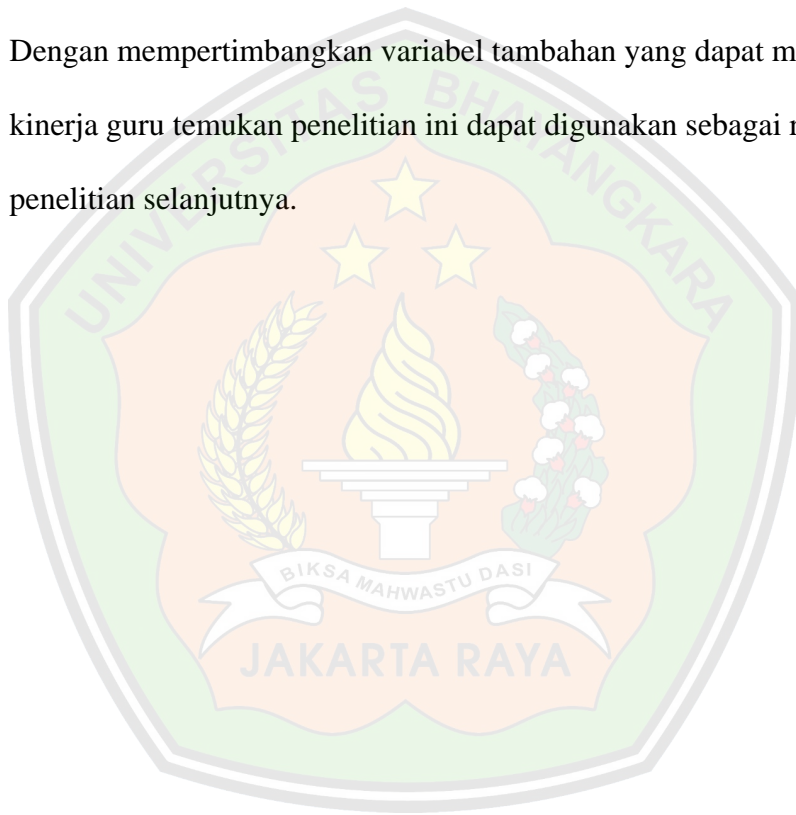 Dengan mempertimbangkan variabel tambahan yang dapat
kinerja guru temukan penelitian ini dapat digunakan sebagai
penelitian selanjutnya.
UNIVERSITAS BHAYANGKARA
BIKSA MAHWASTU DASI
JAKARTA RAYA